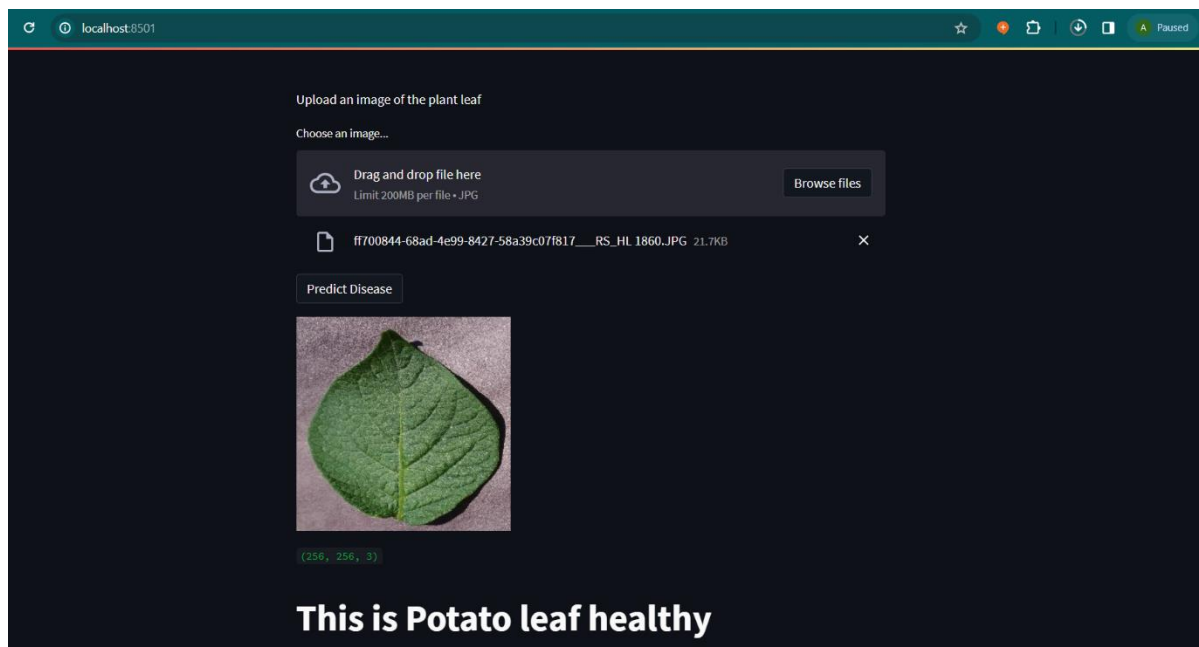 localhost:8501
A Paused
Upload an image of the plant leaf
Choose an image...
Drag and drop file here
Limit 200MB per file • JPG
Browse files
ff700844-68ad-4e99-8427-58a39c07f817___RS_HL 1860.JPG 21.7KB
Predict Disease
(256, 256, 3)
This is Potato leaf healthy